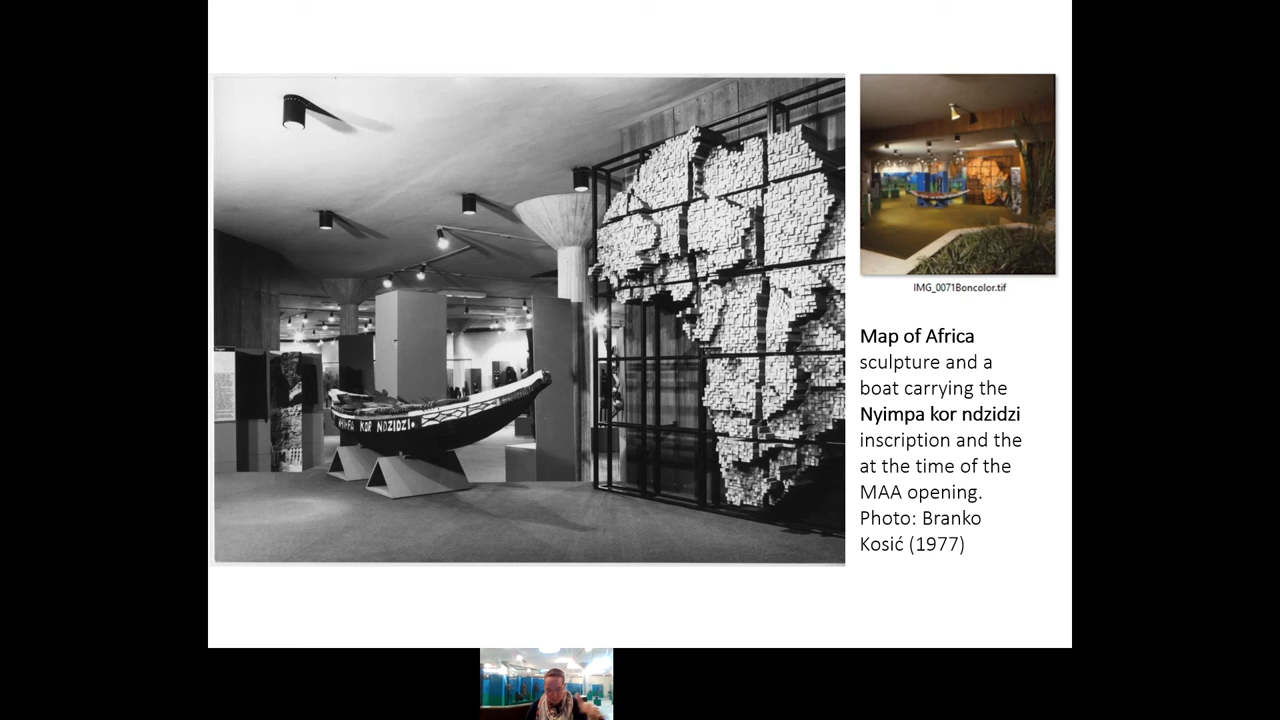 NYIMPA KOR NDZIDZI.
IMG_0071Boncolor.tif
Map of Africa
sculpture and a
boat carrying the
Nyimpa kor ndzidzi
inscription and the
at the time of the
MAA opening.
Photo: Branko
Kosić (1977)